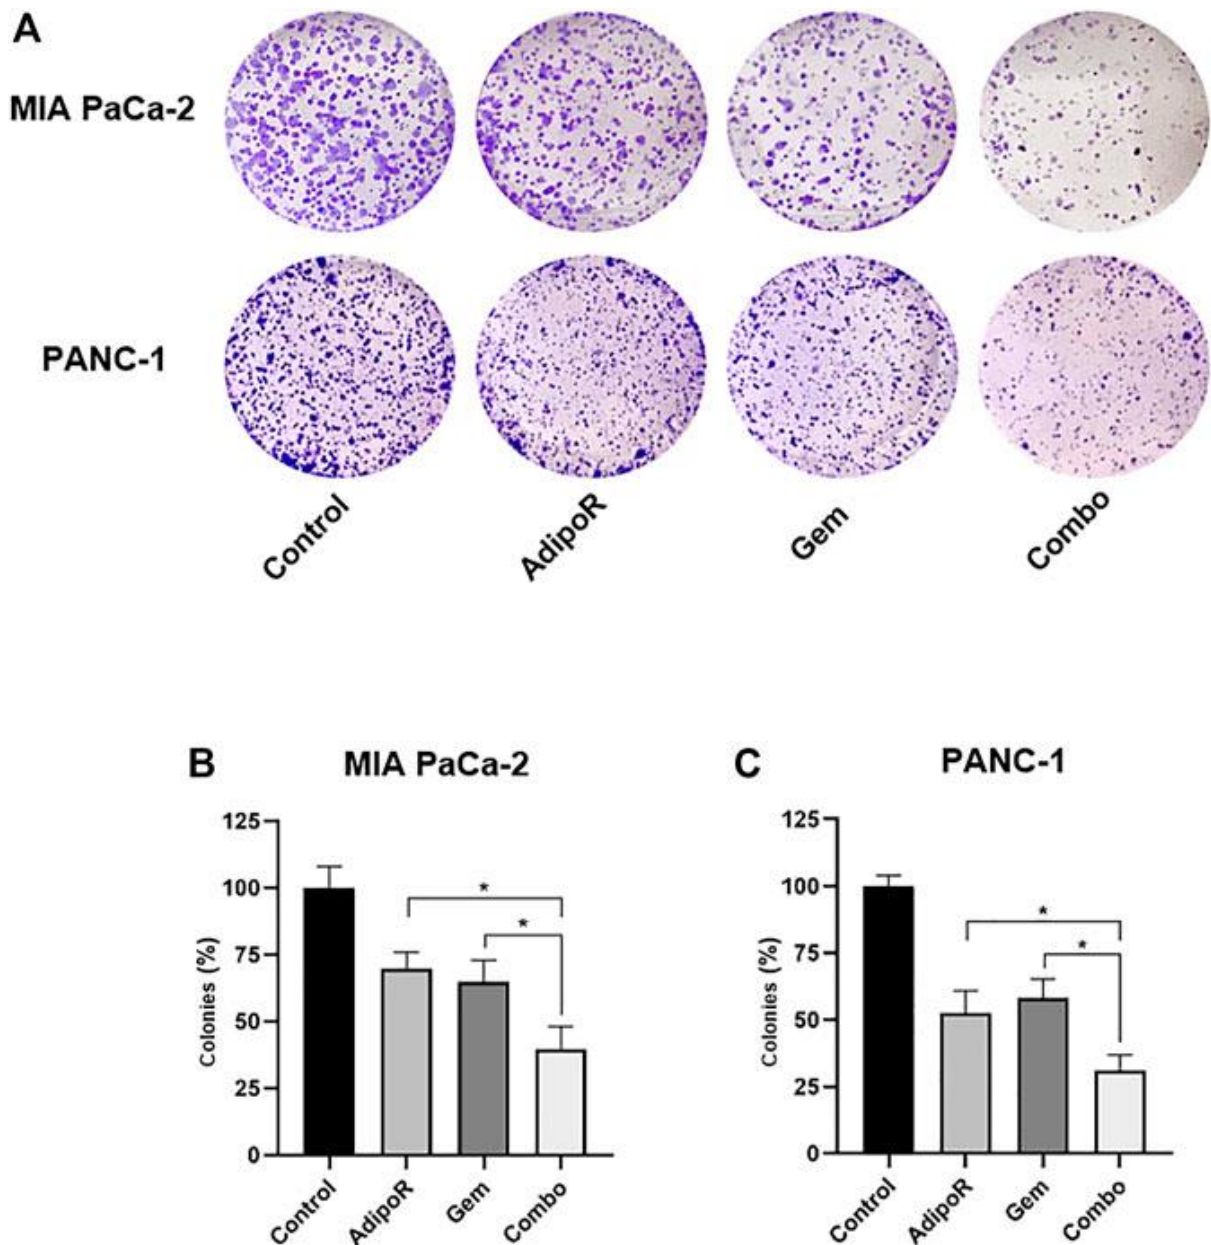 A
MIA PaCa-2
PANC-1
Control
AdipoR
Gem
Combo
B
MIA PaCa-2
Colonies (%)
125
100
75
50
25
0
*
*
Control
AdipoR
Gem
Combo
C
PANC-1
Colonies (%)
125
100
75
50
25
0
*
*
Control
AdipoR
Gem
Combo